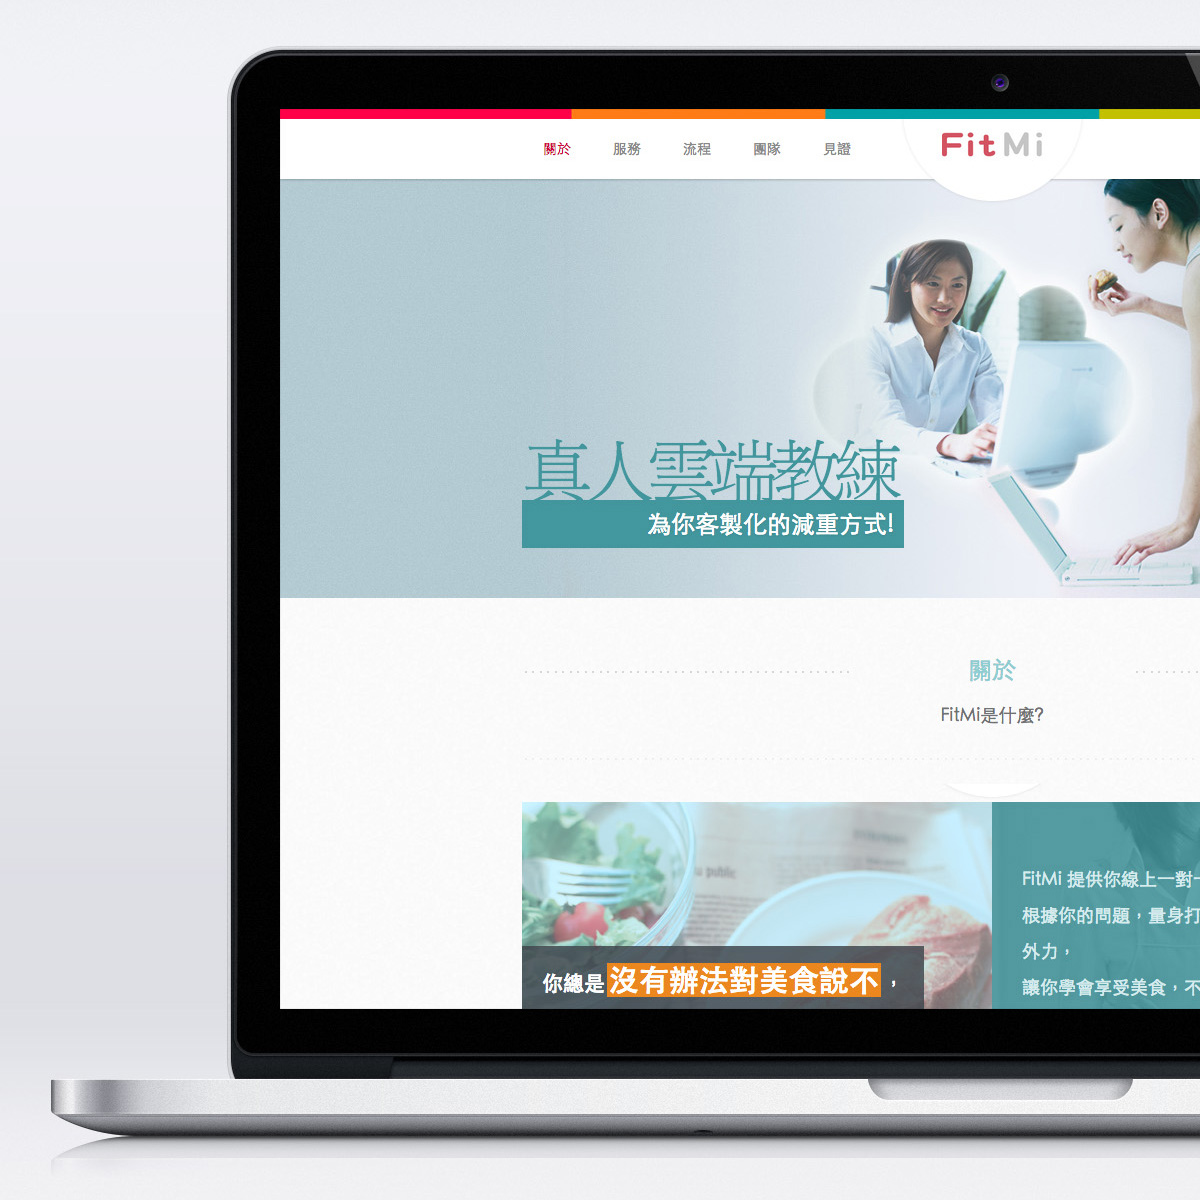 關於 服務 流程 團隊 見證
FitMi
真人雲端教練
為你客製化的減重方式!
關於
FitMi是什麼?
u public
你總是沒有辦法對美食說不，
FitMi 提供你線上一對一
根據你的問題，量身打
外力，
讓你學會享受美食，不